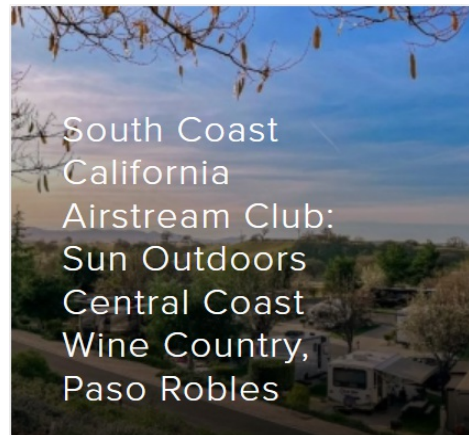 South Coast
California
Airstream Club:
Sun Outdoors
Central Coast
Wine Country,
Paso Robles